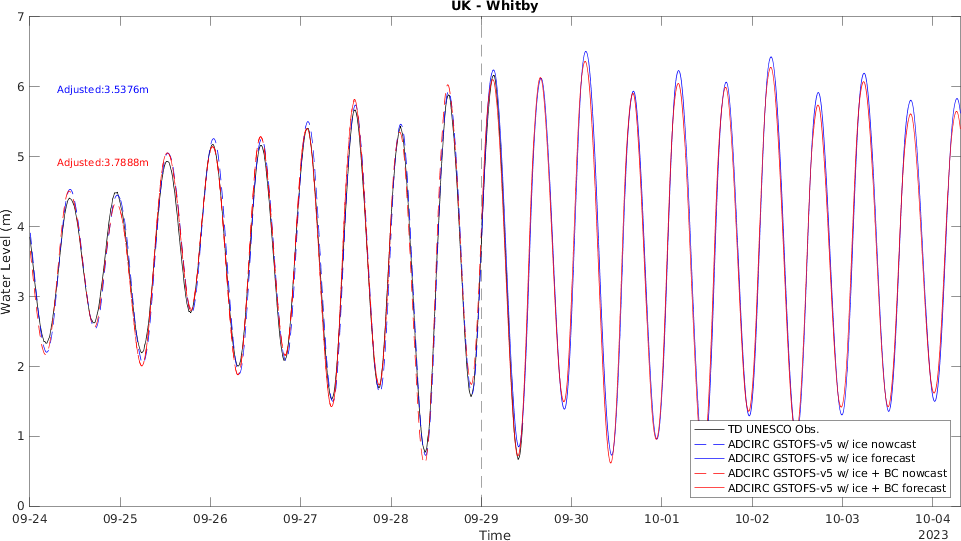 UK - Whitby
7
6
5
4
3
2
1
0
Water Level (m)
Adjusted:3.5376m
Adjusted:3.7888m
TD UNESCO Obs.
ADCIRC GSTOFS-v5 w/ ice nowcast
ADCIRC GSTOFS-v5 w/ ice forecast
ADCIRC GSTOFS-v5 w/ ice + BC nowcast
ADCIRC GSTOFS-v5 w/ ice + BC forecast
09-24 09-25 09-26 09-27 09-28 09-29 09-30 10-01 10-02 10-03 10-04
Time
2023